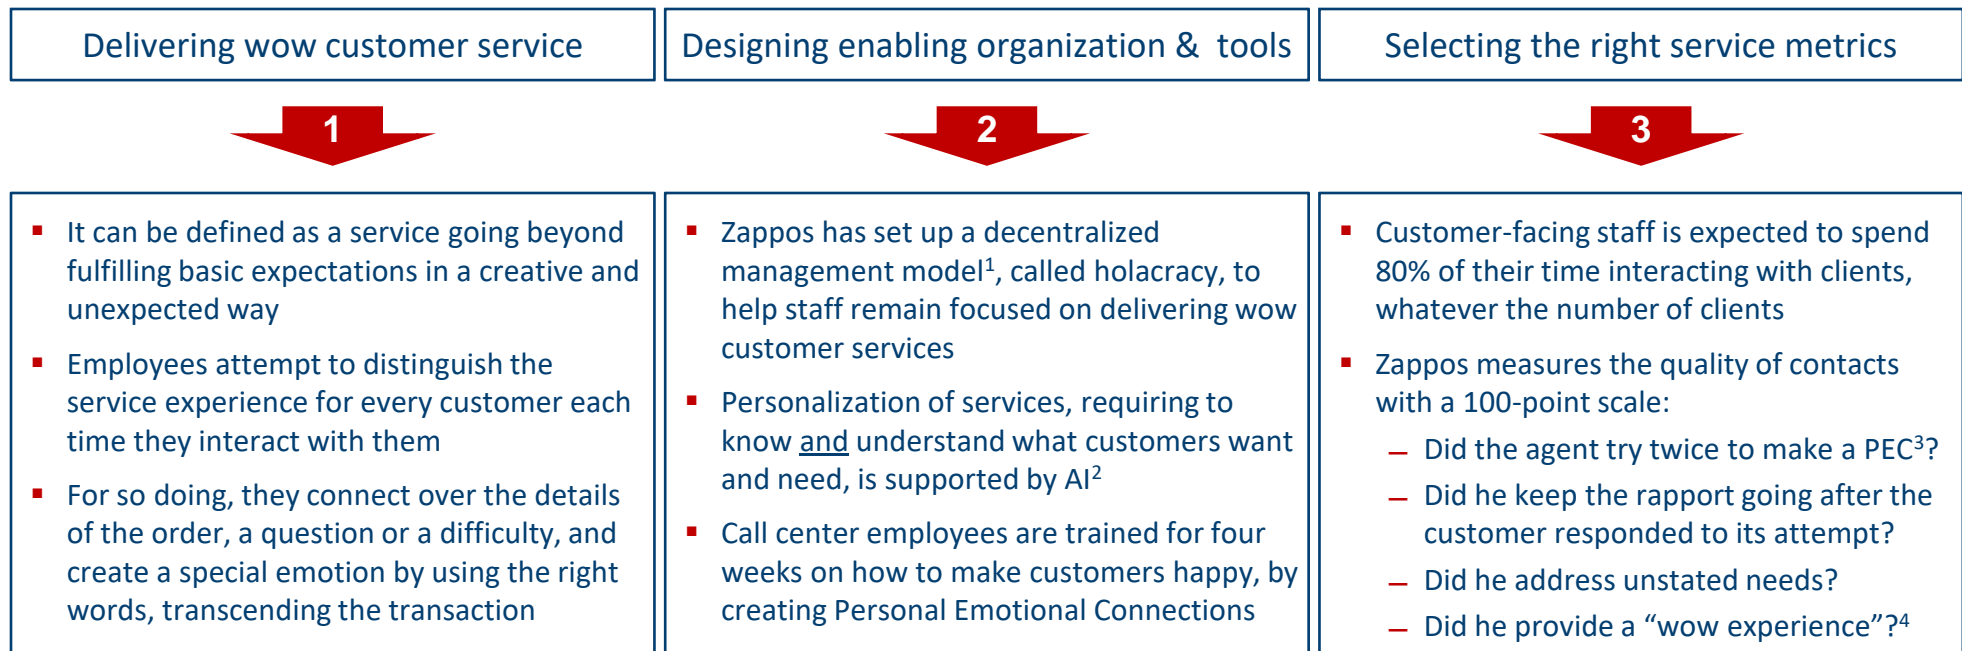 Delivering wow customer service
Designing enabling organization & tools
Selecting the right service metrics
1
2
3
▪ It can be defined as a service going beyond
fulfilling basic expectations in a creative and
unexpected way
▪ Employees attempt to distinguish the
service experience for every customer each
time they interact with them
▪ For so doing, they connect over the details
of the order, a question or a difficulty, and
create a special emotion by using the right
words, transcending the transaction
▪ Zappos has set up a decentralized
management model¹, called holacracy, to
help staff remain focused on delivering wow
customer services
▪ Personalization of services, requiring to
know and understand what customers want
and need, is supported by AI²
▪ Call center employees are trained for four
weeks on how to make customers happy, by
creating Personal Emotional Connections
▪ Customer-facing staff is expected to spend
80% of their time interacting with clients,
whatever the number of clients
▪ Zappos measures the quality of contacts
with a 100-point scale:
– Did the agent try twice to make a PEC³?
– Did he keep the rapport going after the
customer responded to its attempt?
– Did he address unstated needs?
– Did he provide a “wow experience”?⁴